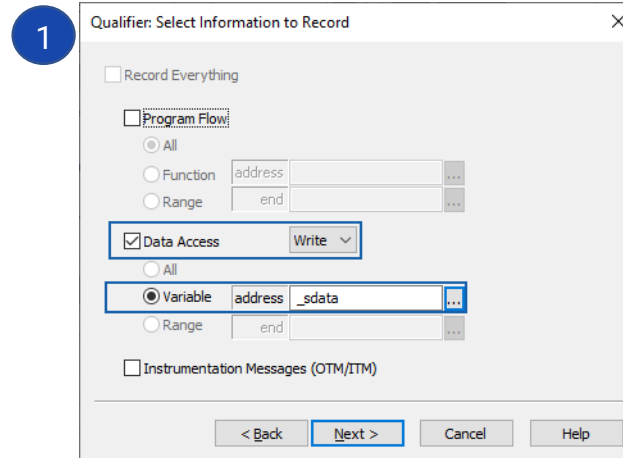 1
Qualifier: Select Information to Record
Record Everything
Program Flow
All
Function address ...
Range end ...
Data Access Write
All
Variable address _sdata ...
Range end ...
Instrumentation Messages (OTM/ITM)
< Back Next > Cancel Help